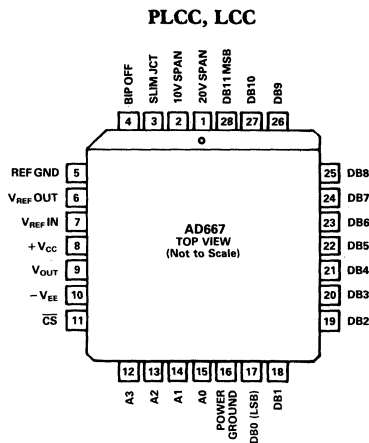 PLCC, LCC
BIP OFF
SLIM JCT
10V SPAN
20V SPAN
DB11 MSB
DB10
DB9
4
3
2
1
28
27
26
REF GND 5
VREF OUT 6
VREF IN 7
+ VCC 8
VOUT 9
− VEE 10
CS 11
AD667
TOP VIEW
(Not to Scale)
25 DB8
24 DB7
23 DB6
22 DB5
21 DB4
20 DB3
19 DB2
12
13
14
15
16
17
18
A3
A2
A1
A0
POWER
GROUND
DB0 (LSB)
DB1